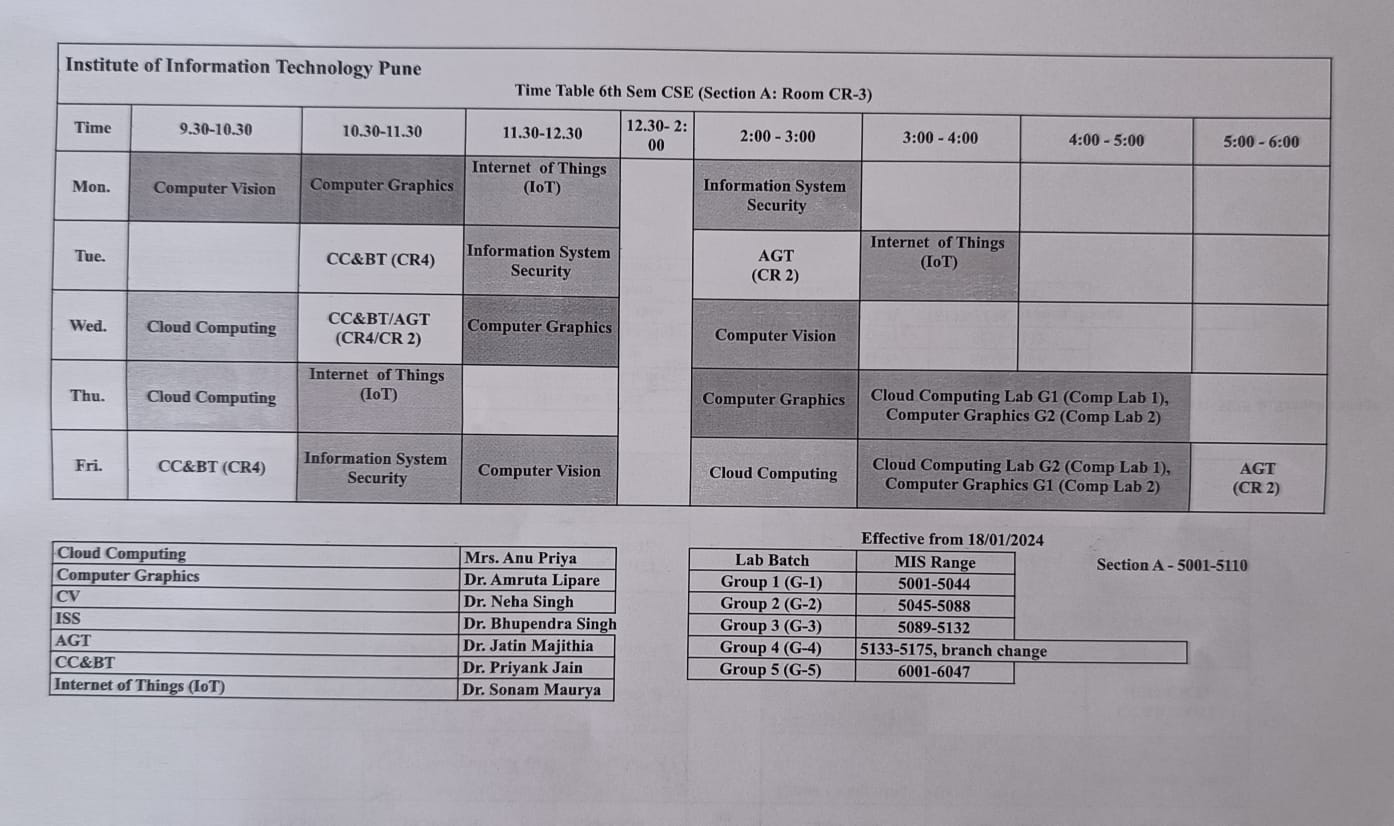 Institute of Information Technology Pune
Time Table 6th Sem CSE (Section A: Room CR-3)
Time 9.30-10.30 10.30-11.30 11.30-12.30 12.30- 2:00 2:00 - 3:00 3:00 - 4:00 4:00 - 5:00 5:00 - 6:00
Mon. Computer Vision Computer Graphics Internet of Things (IoT) Information System Security
Tue. CC&BT (CR4) Information System Security AGT (CR 2) Internet of Things (IoT)
Wed. Cloud Computing CC&BT/AGT (CR4/CR 2) Computer Graphics Computer Vision
Thu. Cloud Computing Internet of Things (IoT) Computer Graphics Cloud Computing Lab G1 (Comp Lab 1), Computer Graphics G2 (Comp Lab 2)
Fri. CC&BT (CR4) Information System Security Computer Vision Cloud Computing Cloud Computing Lab G2 (Comp Lab 1), Computer Graphics G1 (Comp Lab 2) AGT (CR 2)
Cloud Computing Mrs. Anu Priya
Computer Graphics Dr. Amruta Lipare
CV Dr. Neha Singh
ISS Dr. Bhupendra Singh
AGT Dr. Jatin Majithia
CC&BT Dr. Priyank Jain
Internet of Things (IoT) Dr. Sonam Maurya
Effective from 18/01/2024
Lab Batch MIS Range
Group 1 (G-1) 5001-5044
Group 2 (G-2) 5045-5088
Group 3 (G-3) 5089-5132
Group 4 (G-4) 5133-5175, branch change
Group 5 (G-5) 6001-6047
Section A - 5001-5110